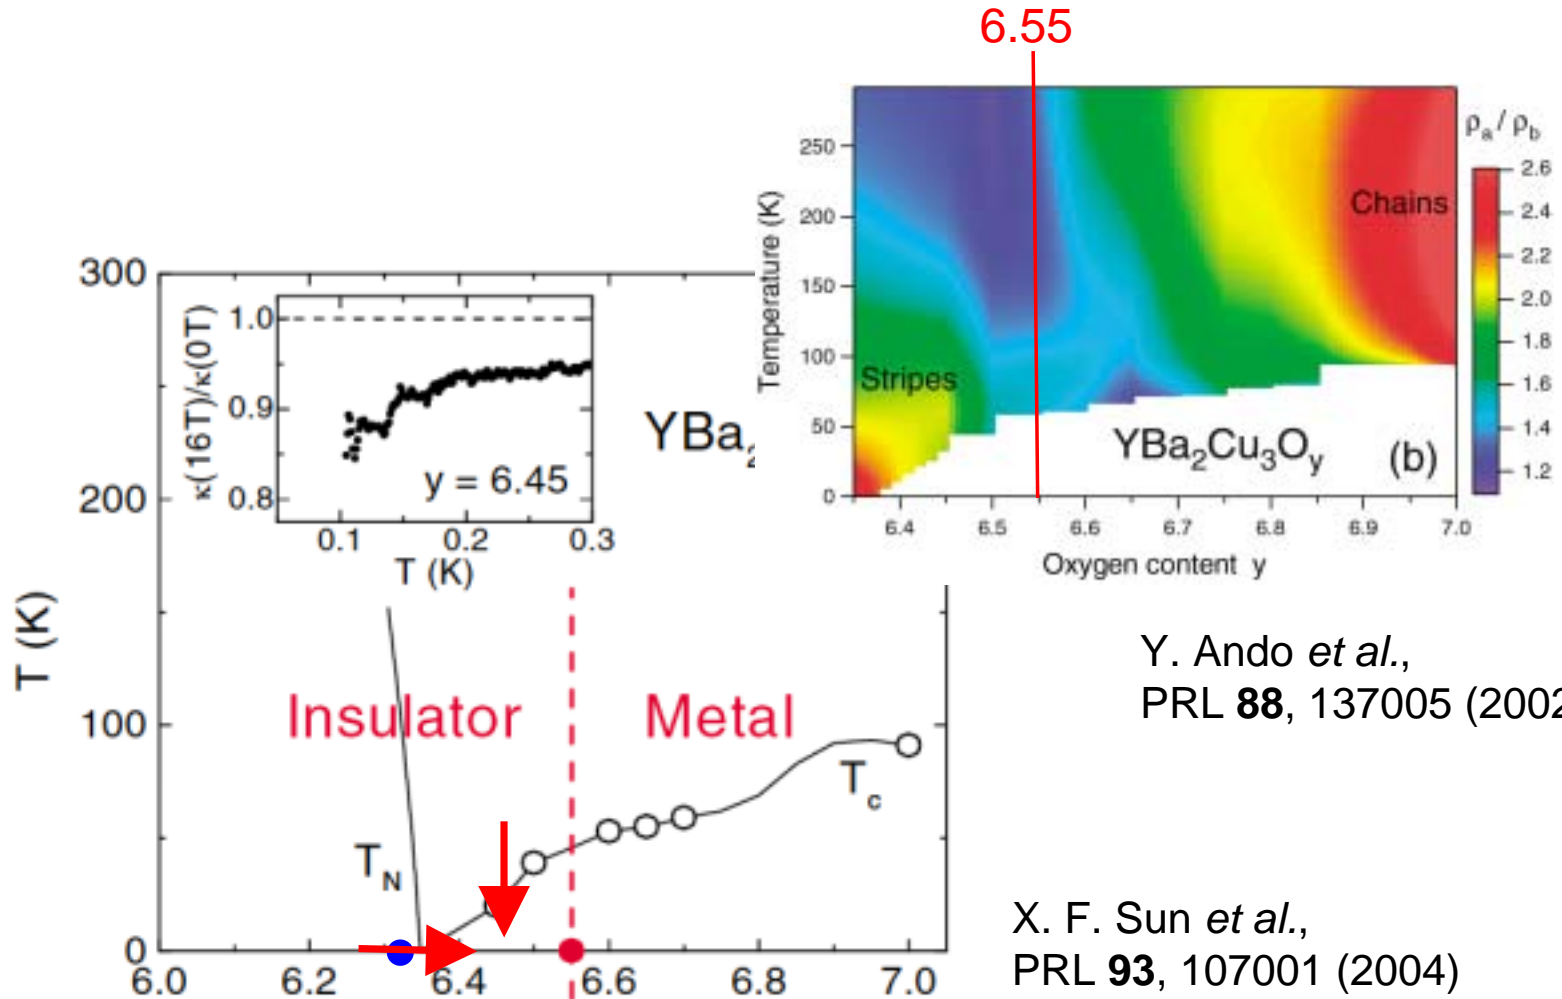 6.55
ρa / ρb
250
200
150
100
50
0
Temperature (K)
Chains
Stripes
YBa2Cu3Oy
(b)
6.4 6.5 6.6 6.7 6.8 6.9 7.0
Oxygen content y
2.6
2.4
2.2
2.0
1.8
1.6
1.4
1.2
300
200
100
0
T (K)
κ(16T)/κ(0T)
1.0
0.9
0.8
y = 6.45
0.1 0.2 0.3
T (K)
YBa2
Insulator
Metal
TN
Tc
6.0 6.2 6.4 6.6 6.8 7.0
Y. Ando et al.,
PRL 88, 137005 (2002
X. F. Sun et al.,
PRL 93, 107001 (2004)